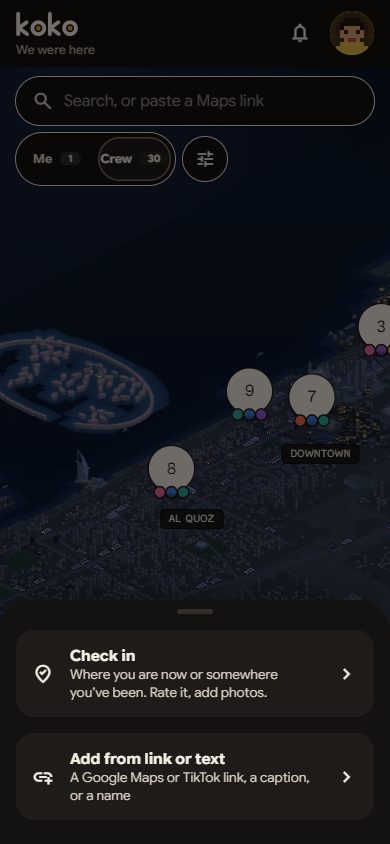 koko
We were here
Search, or paste a Maps link
Me 1 Crew 30
3
9
7
DOWNTOWN
8
AL QUOZ
Check in
Where you are now or somewhere
you've been. Rate it, add photos.
Add from link or text
A Google Maps or TikTok link, a caption,
or a name